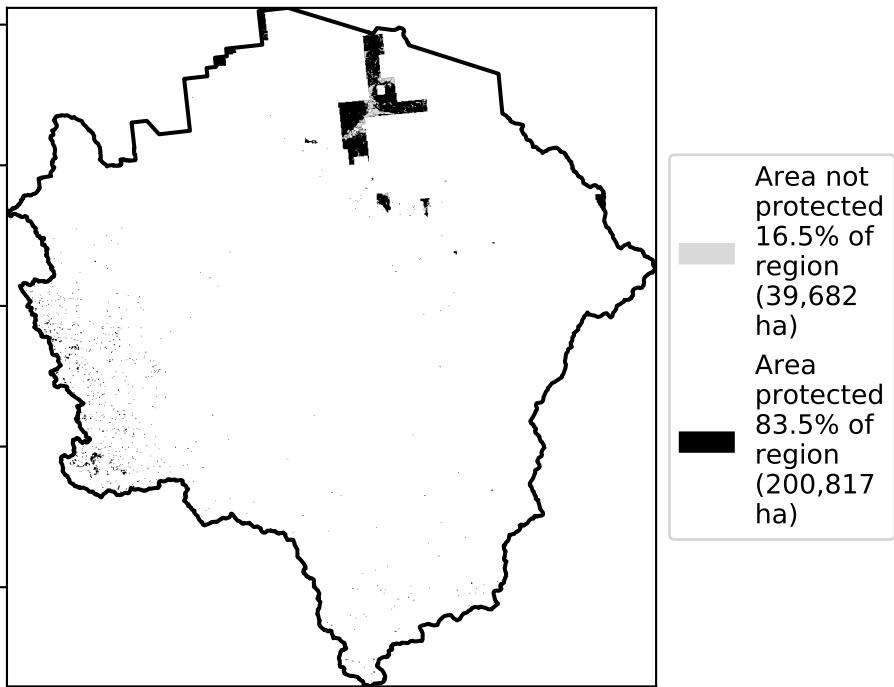 Area not
protected
16.5% of
region
(39,682
ha)
Area
protected
83.5% of
region
(200,817
ha)